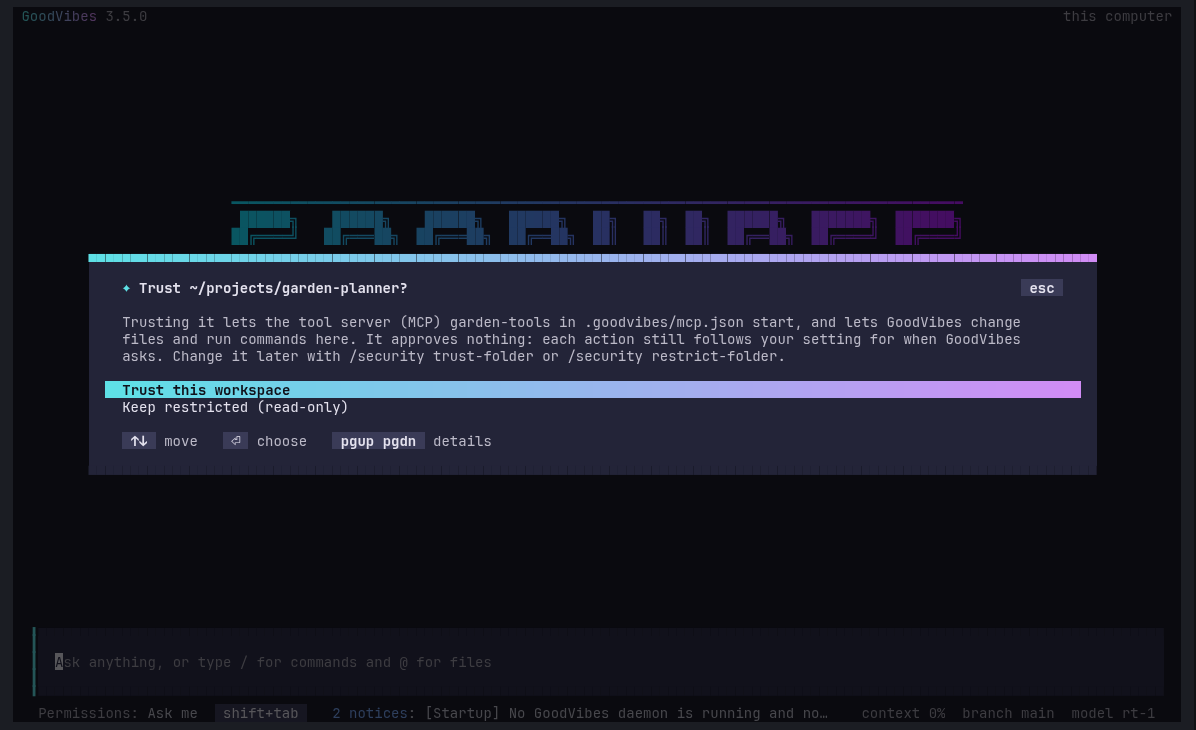 GoodVibes 3.5.0 this computer
✦ Trust ~/projects/garden-planner? esc
Trusting it lets the tool server (MCP) garden-tools in .goodvibes/mcp.json start, and lets GoodVibes change
files and run commands here. It approves nothing: each action still follows your setting for when GoodVibes
asks. Change it later with /security trust-folder or /security restrict-folder.
Trust this workspace
Keep restricted (read-only)
↑↓ move ⏎ choose pgup pgdn details
Ask anything, or type / for commands and @ for files
Permissions: Ask me shift+tab 2 notices: [Startup] No GoodVibes daemon is running and no… context 0% branch main model rt-1